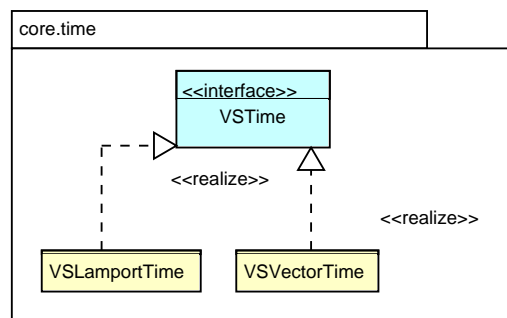 core.time
<<interface>>
VSTime
<<realize>>
<<realize>>
VSLamportTime
VSVectorTime